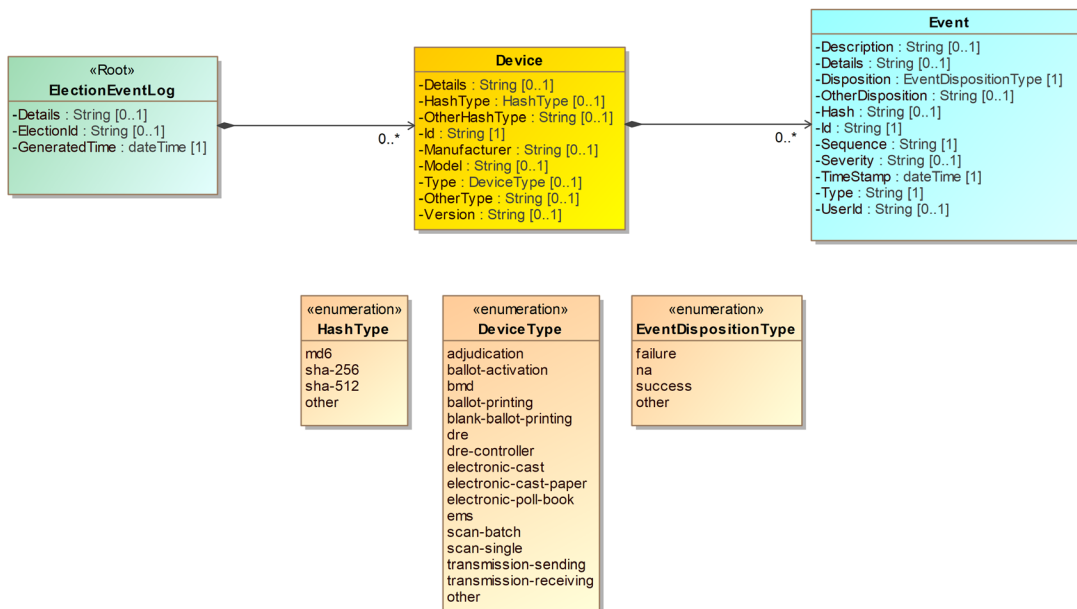 «Root»
ElectionEventLog
-Details : String [0..1]
-ElectionId : String [0..1]
-GeneratedTime : dateTime [1]
0..*
Device
-Details : String [0..1]
-HashType : HashType [0..1]
-OtherHashType : String [0..1]
-Id : String [1]
-Manufacturer : String [0..1]
-Model : String [0..1]
-Type : DeviceType [0..1]
-OtherType : String [0..1]
-Version : String [0..1]
0..*
Event
-Description : String [0..1]
-Details : String [0..1]
-Disposition : EventDispositionType [1]
-OtherDisposition : String [0..1]
-Hash : String [0..1]
-Id : String [1]
-Sequence : String [1]
-Severity : String [0..1]
-TimeStamp : dateTime [1]
-Type : String [1]
-UserId : String [0..1]
«enumeration»
HashType
md6
sha-256
sha-512
other
«enumeration»
DeviceType
adjudication
ballot-activation
bmd
ballot-printing
blank-ballot-printing
dre
dre-controller
electronic-cast
electronic-cast-paper
electronic-poll-book
ems
scan-batch
scan-single
transmission-sending
transmission-receiving
other
«enumeration»
EventDispositionType
failure
na
success
other